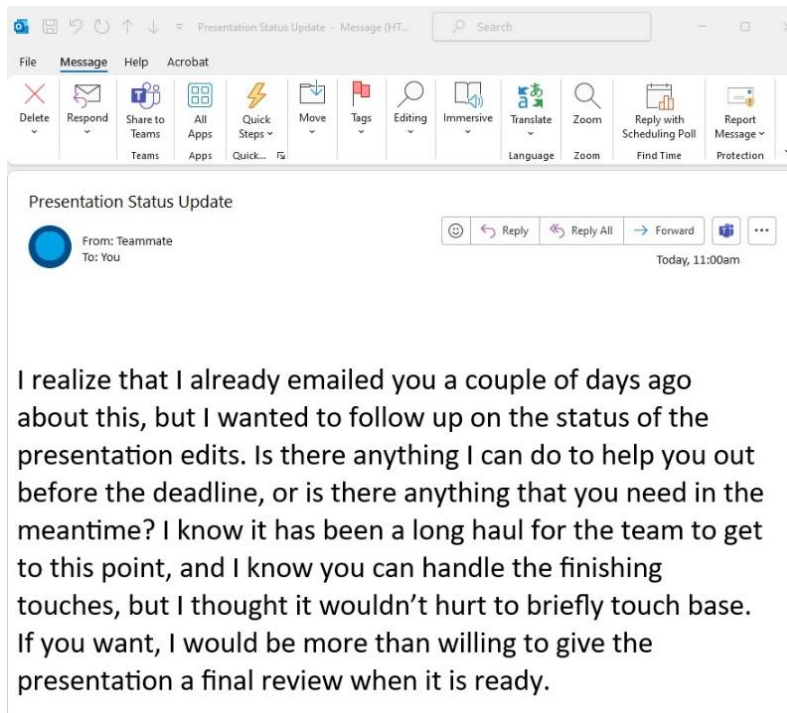 Presentation Status Update - Message (HT...
Search
File Message Help Acrobat
Delete Respond Share to Teams All Apps Quick Steps Move Tags Editing Immersive Translate Zoom Reply with Scheduling Poll Report Message
Teams Apps Quick... Language Zoom Find Time Protection
Presentation Status Update
From: Teammate
To: You
Reply Reply All Forward
Today, 11:00am
I realize that I already emailed you a couple of days ago
about this, but I wanted to follow up on the status of the
presentation edits. Is there anything I can do to help you out
before the deadline, or is there anything that you need in the
meantime? I know it has been a long haul for the team to get
to this point, and I know you can handle the finishing
touches, but I thought it wouldn't hurt to briefly touch base.
If you want, I would be more than willing to give the
presentation a final review when it is ready.